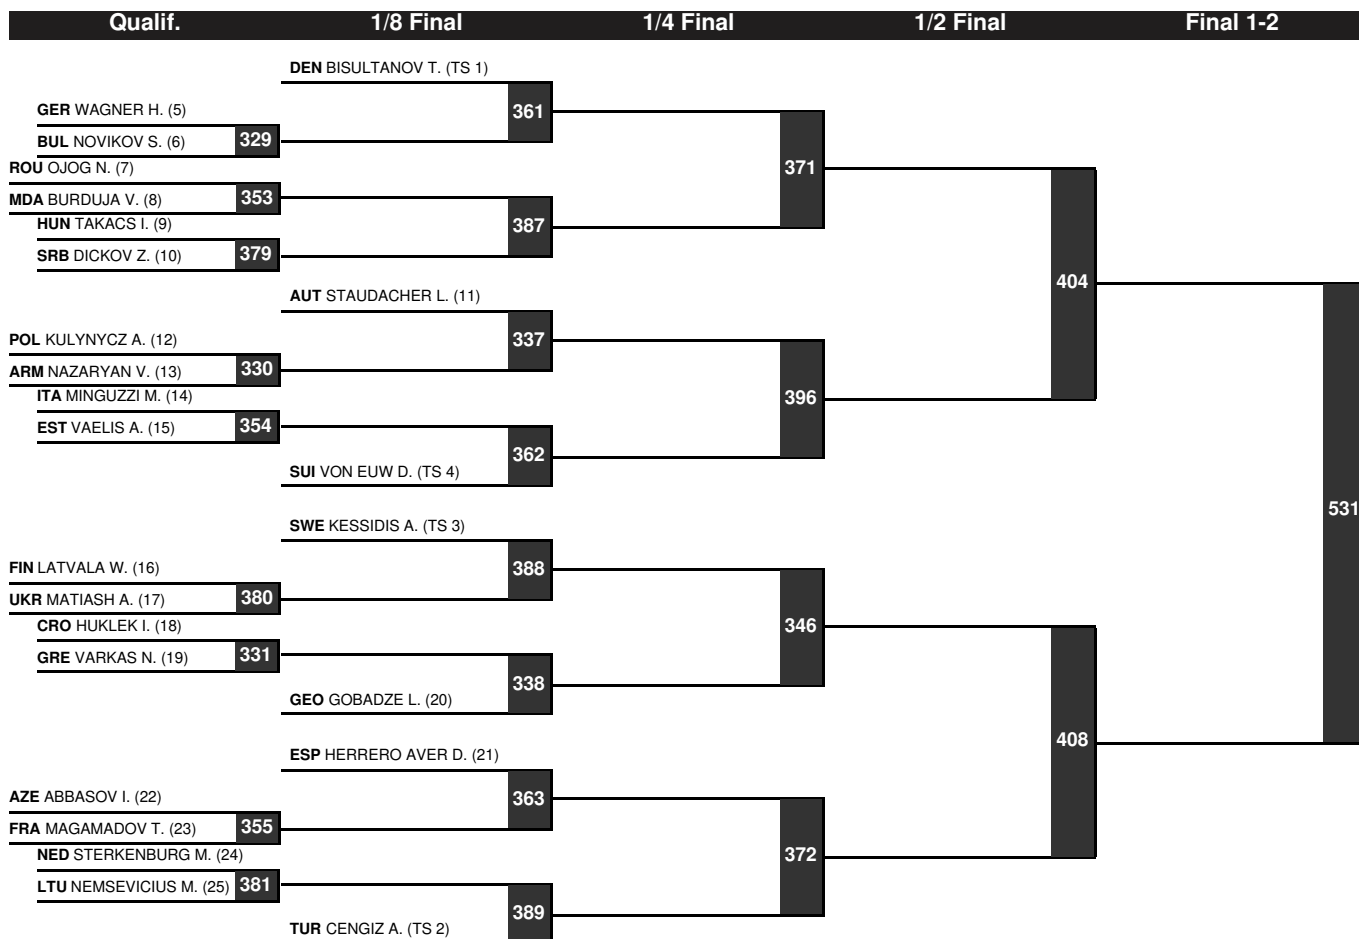 Qualif. 1/8 Final 1/4 Final 1/2 Final Final 1-2
DEN BISULTANOV T. (TS 1)
GER WAGNER H. (5)
361
371
BUL NOVIKOV S. (6) 329
ROU OJOG N. (7)
MDA BURDUJA V. (8) 353
HUN TAKACS I. (9)
387
SRB DICKOV Z. (10) 379
404
AUT STAUDACHER L. (11)
POL KULYNYCZ A. (12)
337
ARM NAZARYAN V. (13) 330
ITA MINGUZZI M. (14)
396
EST VAELIS A. (15) 354
362
SUI VON EUW D. (TS 4)
531
SWE KESSIDIS A. (TS 3)
FIN LATVALA W. (16)
388
UKR MATIASH A. (17) 380
CRO HUKLEK I. (18)
346
GRE VARKAS N. (19) 331
338
GEO GOBADZE L. (20)
408
ESP HERRERO AVER D. (21)
AZE ABBASOV I. (22)
363
FRA MAGAMADOV T. (23) 355
NED STERKENBURG M. (24)
372
LTU NEMSEVICIUS M. (25) 381
389
TUR CENGIZ A. (TS 2)